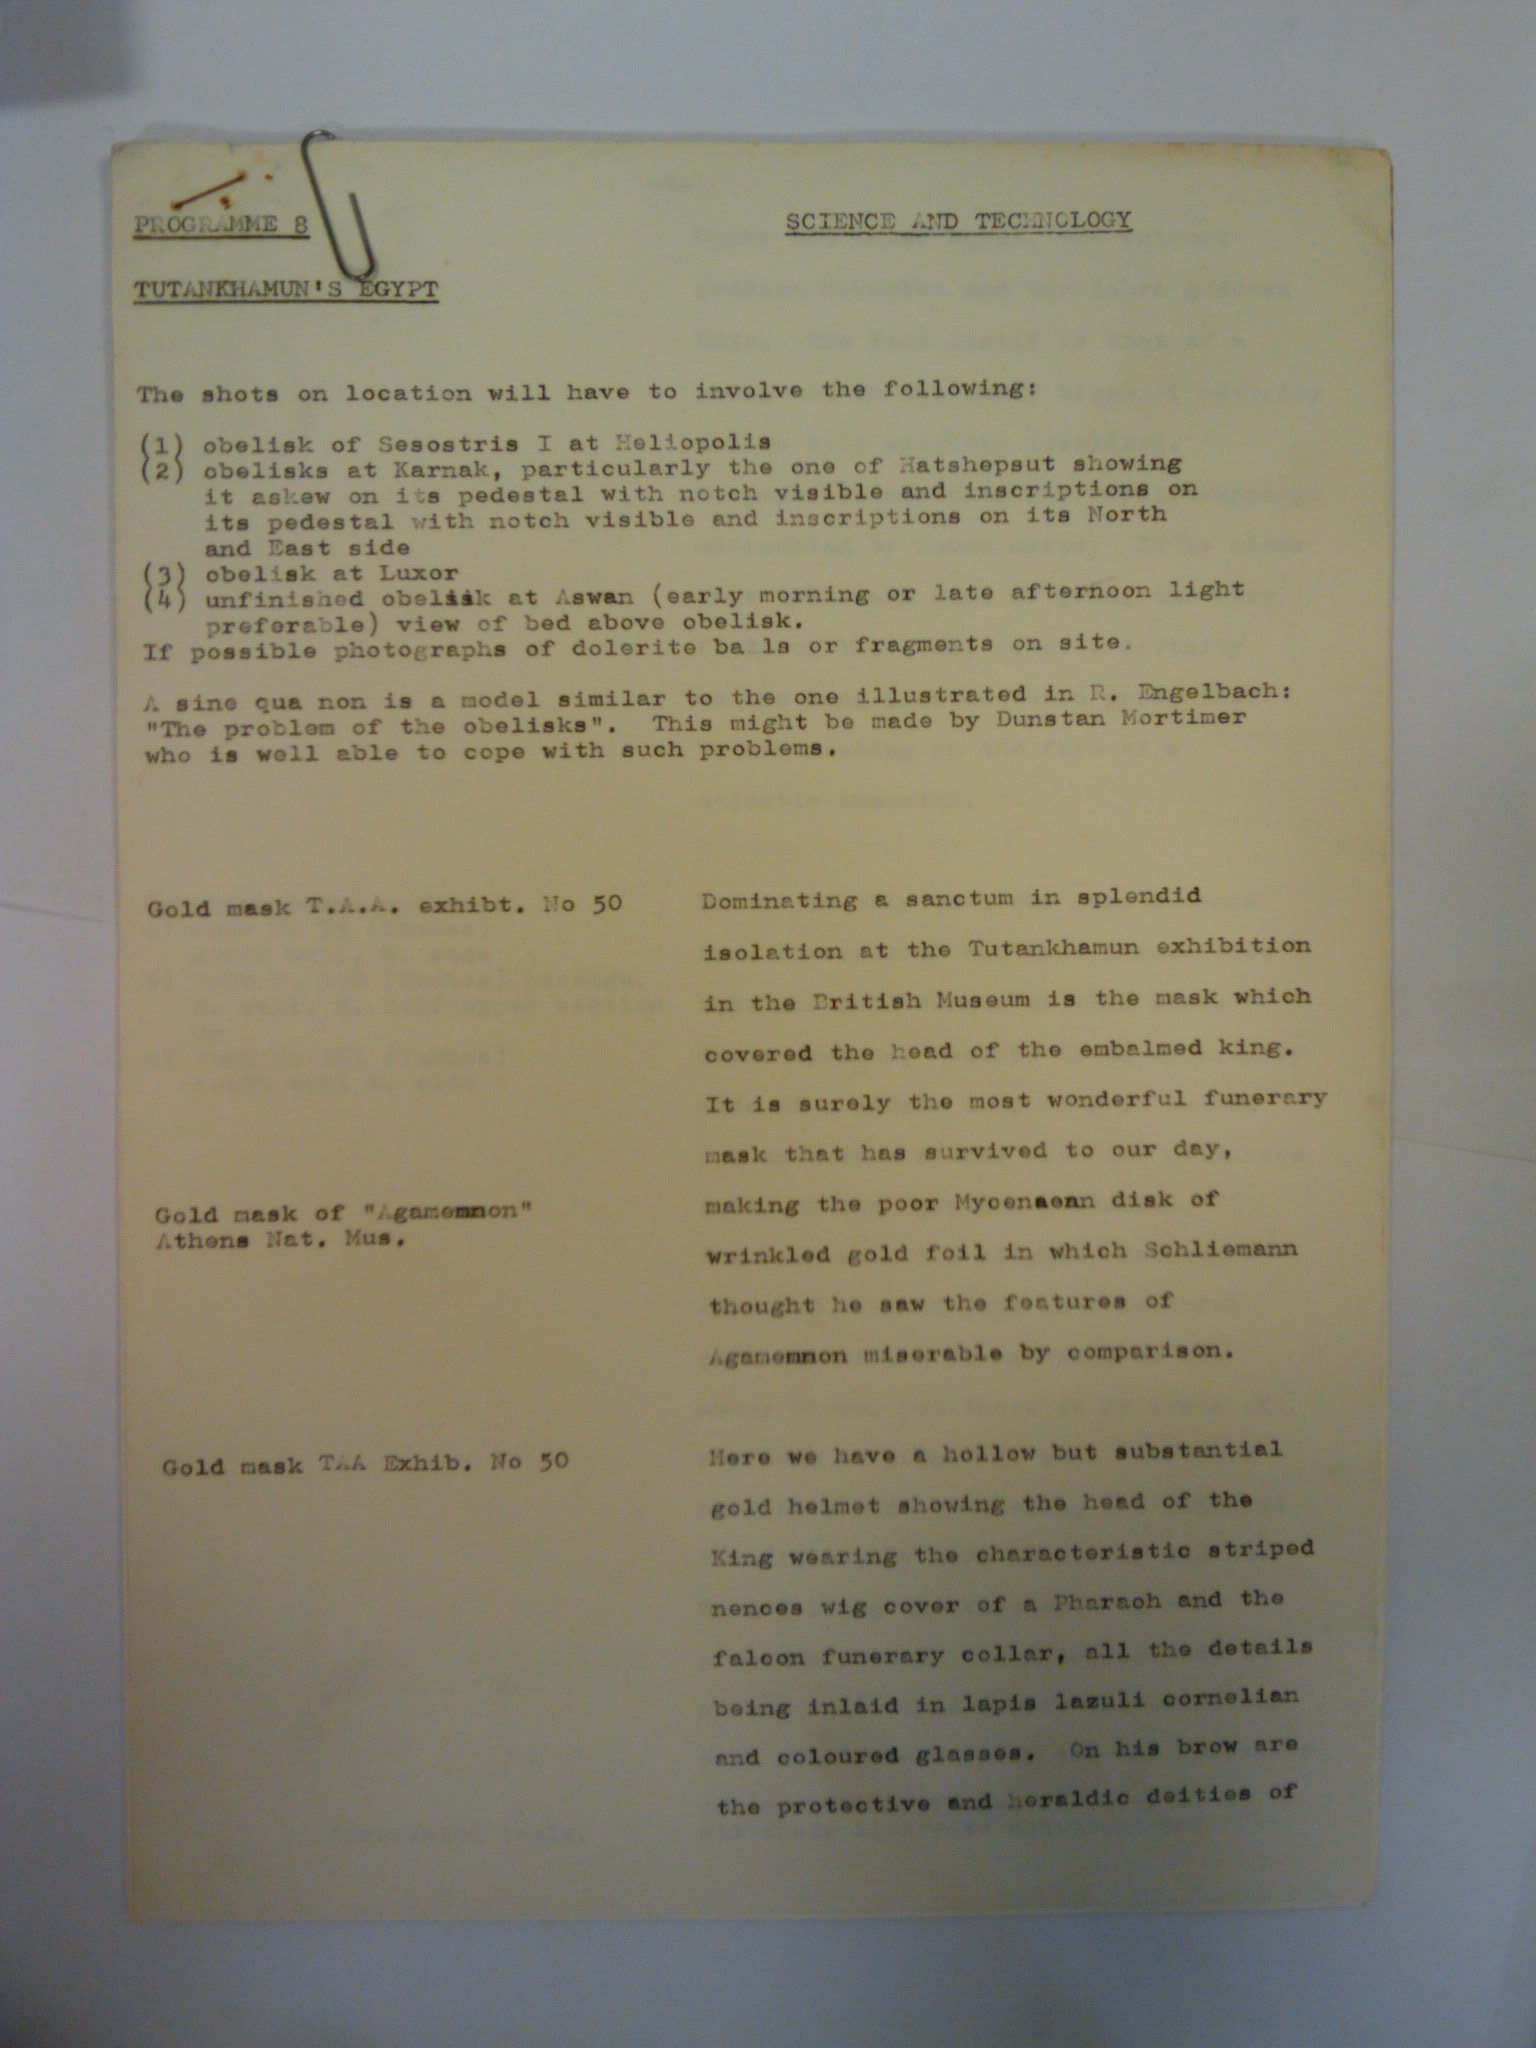 PROGRAMME 8
SCIENCE AND TECHNOLOGY
TUTANKHAMUN'S EGYPT
The shots on location will have to involve the following:
(1) obelisk of Sesostris I at Heliopolis
(2) obelisks at Karnak, particularly the one of Hatshepsut showing
it askew on its pedestal with notch visible and inscriptions on
its pedestal with notch visible and inscriptions on its North
and East side
(3) obelisk at Luxor
(4) unfinished obelisk at Aswan (early morning or late afternoon light
preferable) view of bed above obelisk.
If possible photographs of dolerite ba ls or fragments on site.
A sine qua non is a model similar to the one illustrated in R. Engelbach:
"The problem of the obelisks". This might be made by Dunstan Mortimer
who is well able to cope with such problems.
Gold mask T.A.A. exhibt. No 50
Dominating a sanctum in splendid
isolation at the Tutankhamun exhibition
in the British Museum is the mask which
covered the head of the embalmed king.
It is surely the most wonderful funerary
mask that has survived to our day,
Gold mask of "Agamemnon"
Athens Nat. Mus.
making the poor Mycenaean disk of
wrinkled gold foil in which Schliemann
thought he saw the features of
Agamemnon miserable by comparison.
Gold mask TAA Exhib. No 50
Here we have a hollow but substantial
gold helmet showing the head of the
King wearing the characteristic striped
nences wig cover of a Pharaoh and the
falcon funerary collar, all the details
being inlaid in lapis lazuli cornelian
and coloured glasses. On his brow are
the protective and heraldic deities of